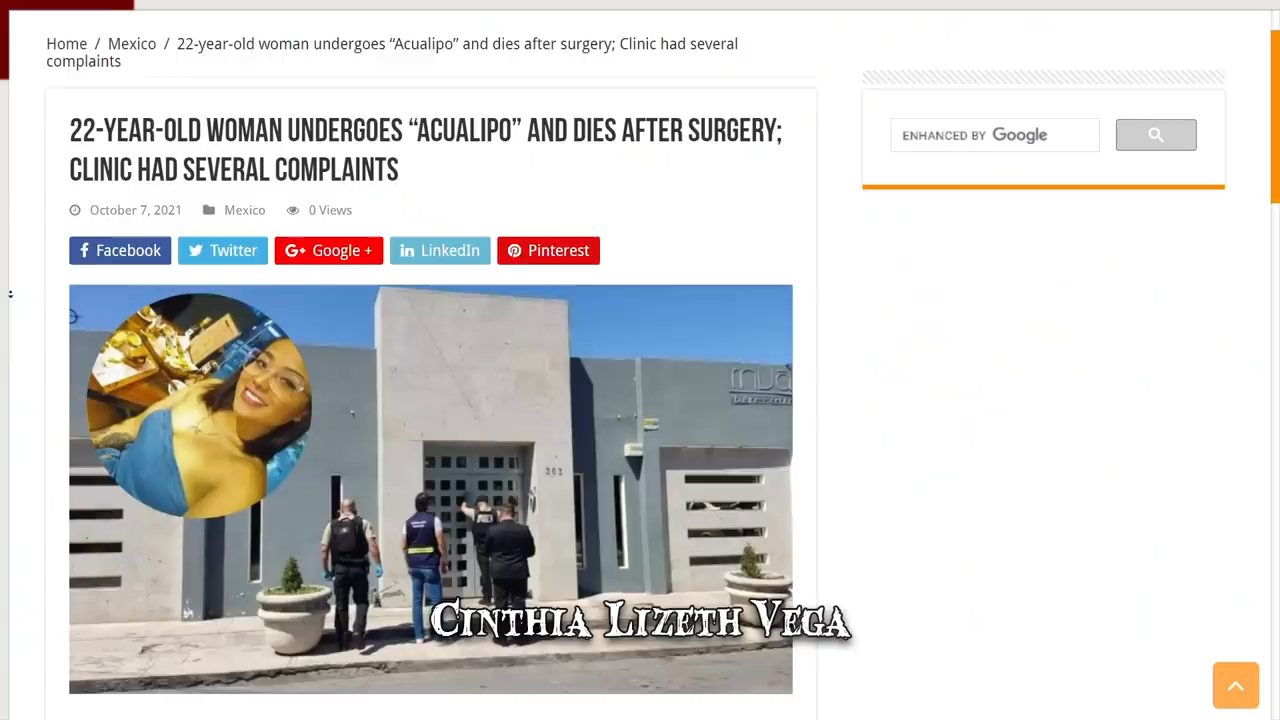 Home / Mexico / 22-year-old woman undergoes “Acualipo” and dies after surgery; Clinic had several
complaints
22-YEAR-OLD WOMAN UNDERGOES “ACUALIPO” AND DIES AFTER SURGERY;
CLINIC HAD SEVERAL COMPLAINTS
October 7, 2021 Mexico 0 Views
Facebook Twitter Google + LinkedIn Pinterest
ENHANCED BY Google
363
Cinthia Lizeth Vega